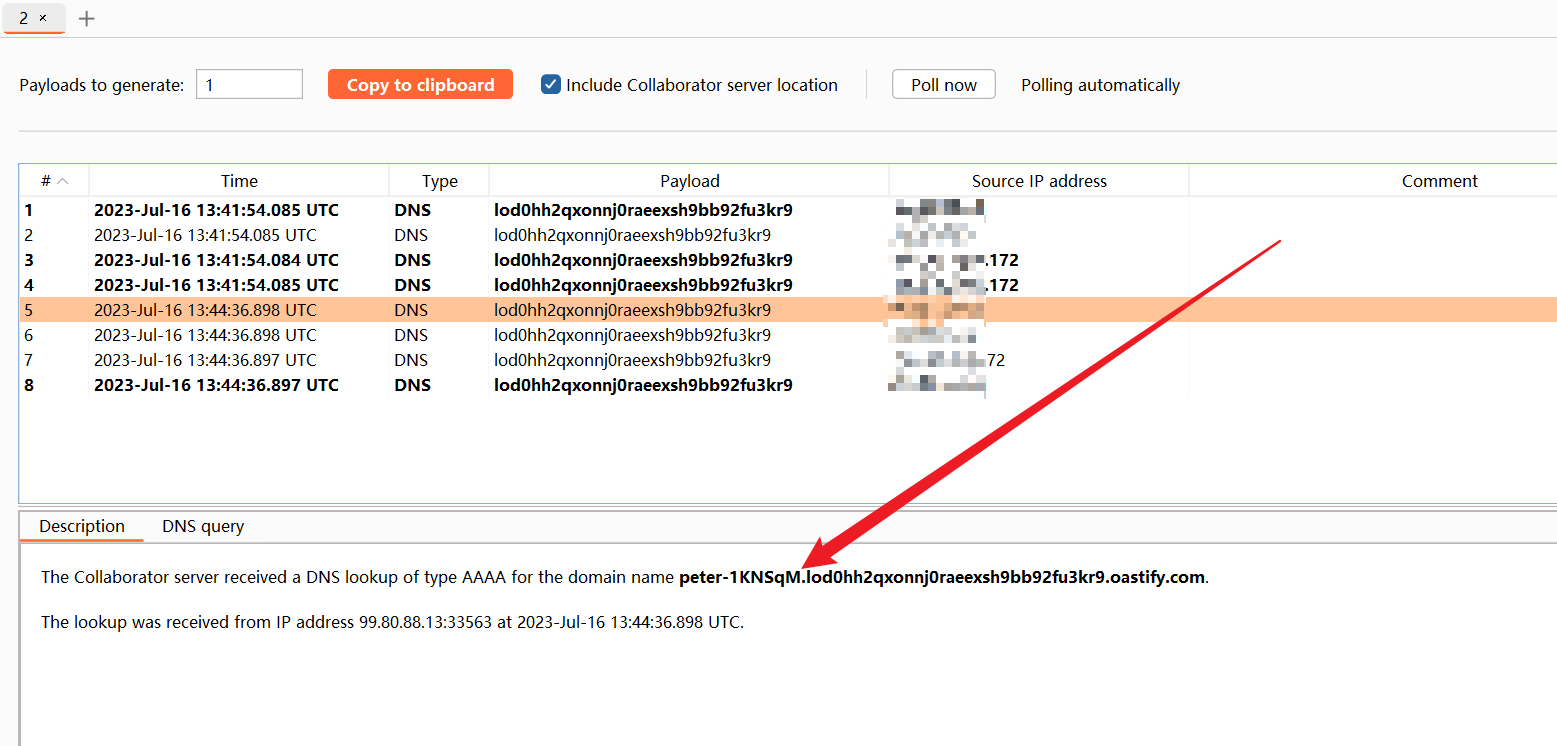 2 ×
Payloads to generate: 1 Copy to clipboard Include Collaborator server location Poll now Polling automatically
# Time Type Payload Source IP address Comment
1 2023-Jul-16 13:41:54.085 UTC DNS lod0hh2qxonnj0raeexsh9bb92fu3kr9
2 2023-Jul-16 13:41:54.085 UTC DNS lod0hh2qxonnj0raeexsh9bb92fu3kr9
3 2023-Jul-16 13:41:54.084 UTC DNS lod0hh2qxonnj0raeexsh9bb92fu3kr9 .172
4 2023-Jul-16 13:41:54.085 UTC DNS lod0hh2qxonnj0raeexsh9bb92fu3kr9 .172
5 2023-Jul-16 13:44:36.898 UTC DNS lod0hh2qxonnj0raeexsh9bb92fu3kr9
6 2023-Jul-16 13:44:36.898 UTC DNS lod0hh2qxonnj0raeexsh9bb92fu3kr9
7 2023-Jul-16 13:44:36.897 UTC DNS lod0hh2qxonnj0raeexsh9bb92fu3kr9 72
8 2023-Jul-16 13:44:36.897 UTC DNS lod0hh2qxonnj0raeexsh9bb92fu3kr9
Description DNS query
The Collaborator server received a DNS lookup of type AAAA for the domain name peter-1KNSqM.lod0hh2qxonnj0raeexsh9bb92fu3kr9.oastify.com.
The lookup was received from IP address 99.80.88.13:33563 at 2023-Jul-16 13:44:36.898 UTC.